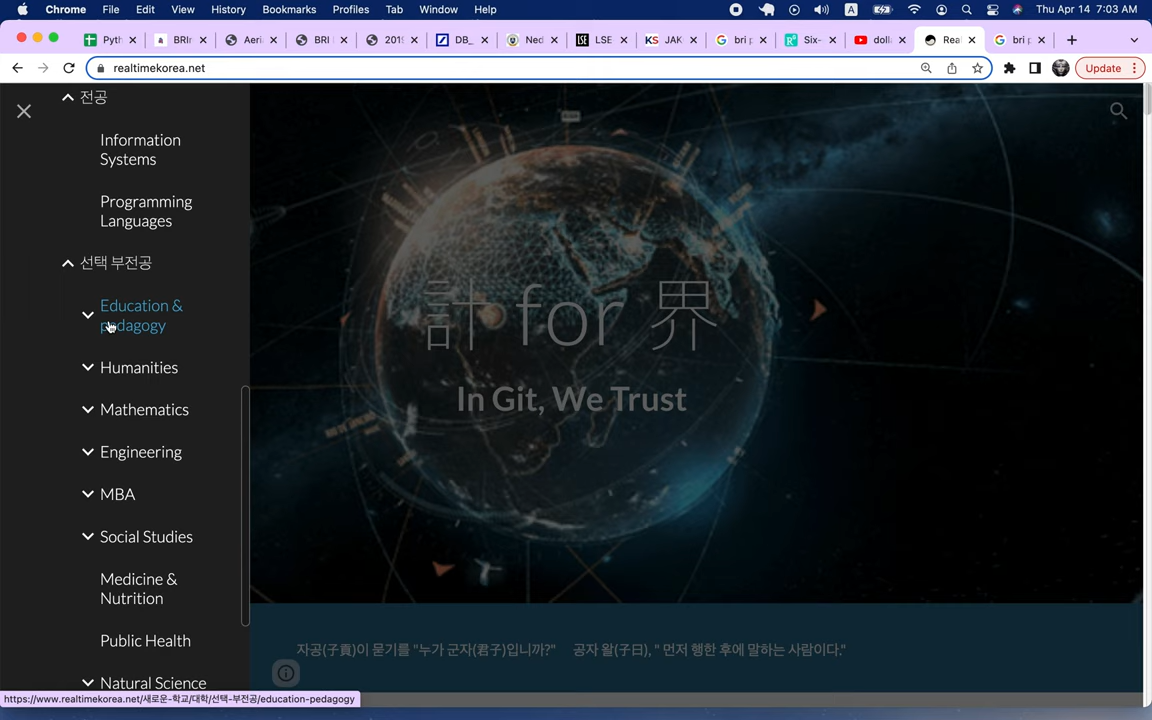 Chrome File Edit View History Bookmarks Profiles Tab Window Help A Thu Apr 14 7:03 AM
Pyth BRIn Aeri BRI 2019 DB_ Ned LSE LSE KS JAK bri p Six- doll Real bri p
realtimekorea.net Update
전공
Information
Systems
Programming
Languages
선택 부전공
Education &
pedagogy
Humanities
Mathematics
Engineering
MBA
Social Studies
Medicine &
Nutrition
Public Health
Natural Science
計 for 界
In Git, We Trust
자공(子貢)이 묻기를 "누가 군자(君子)입니까?" 공자 왈(子曰), " 먼저 행한 후에 말하는 사람이다."
https://www.realtimekorea.net/새로운-학교/대학/선택-부전공/education-pedagogy